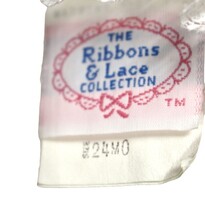 THE
Ribbons
& Lace
COLLECTION
TM
24MO